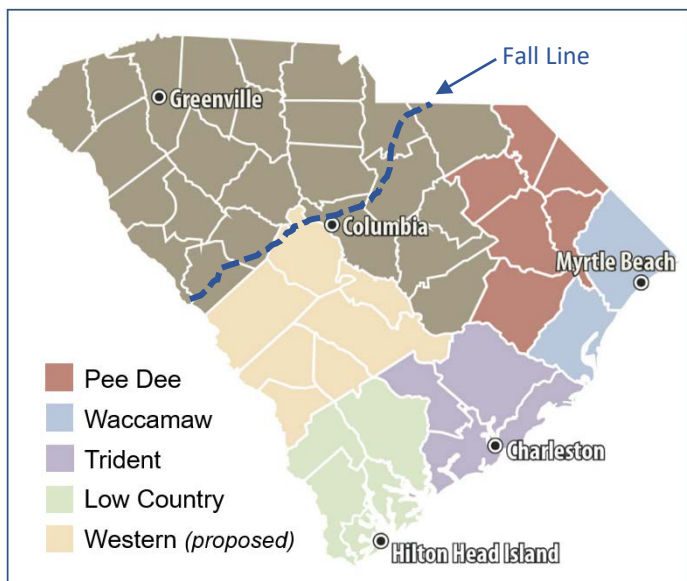 Fall Line
Greenville
Columbia
Myrtle Beach
Charleston
Hilton Head Island
Pee Dee
Waccamaw
Trident
Low Country
Western (proposed)